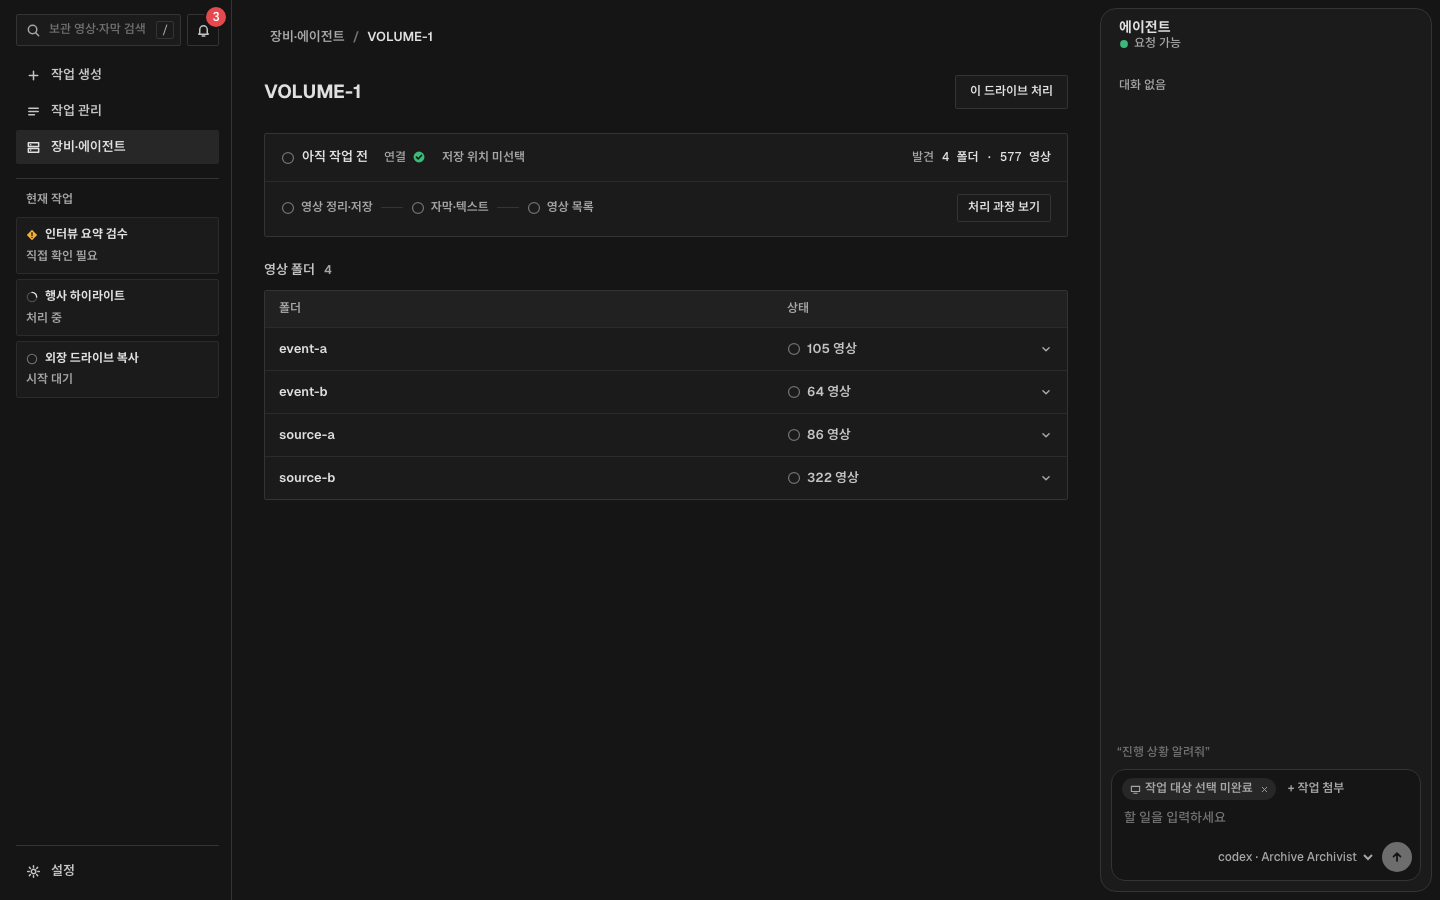 보관 영상·자막 검색 /
3
작업 생성
작업 관리
장비·에이전트
현재 작업
인터뷰 요약 검수
직접 확인 필요
행사 하이라이트
처리 중
외장 드라이브 복사
시작 대기
설정
장비·에이전트 / VOLUME-1
VOLUME-1
이 드라이브 처리
아직 작업 전 연결 저장 위치 미선택 발견 4 폴더 · 577 영상
영상 정리·저장 자막·텍스트 영상 목록 처리 과정 보기
영상 폴더 4
폴더 상태
event-a 105 영상
event-b 64 영상
source-a 86 영상
source-b 322 영상
에이전트
요청 가능
대화 없음
“진행 상황 알려줘”
작업 대상 선택 미완료 × + 작업 첨부
할 일을 입력하세요
codex · Archive Archivist